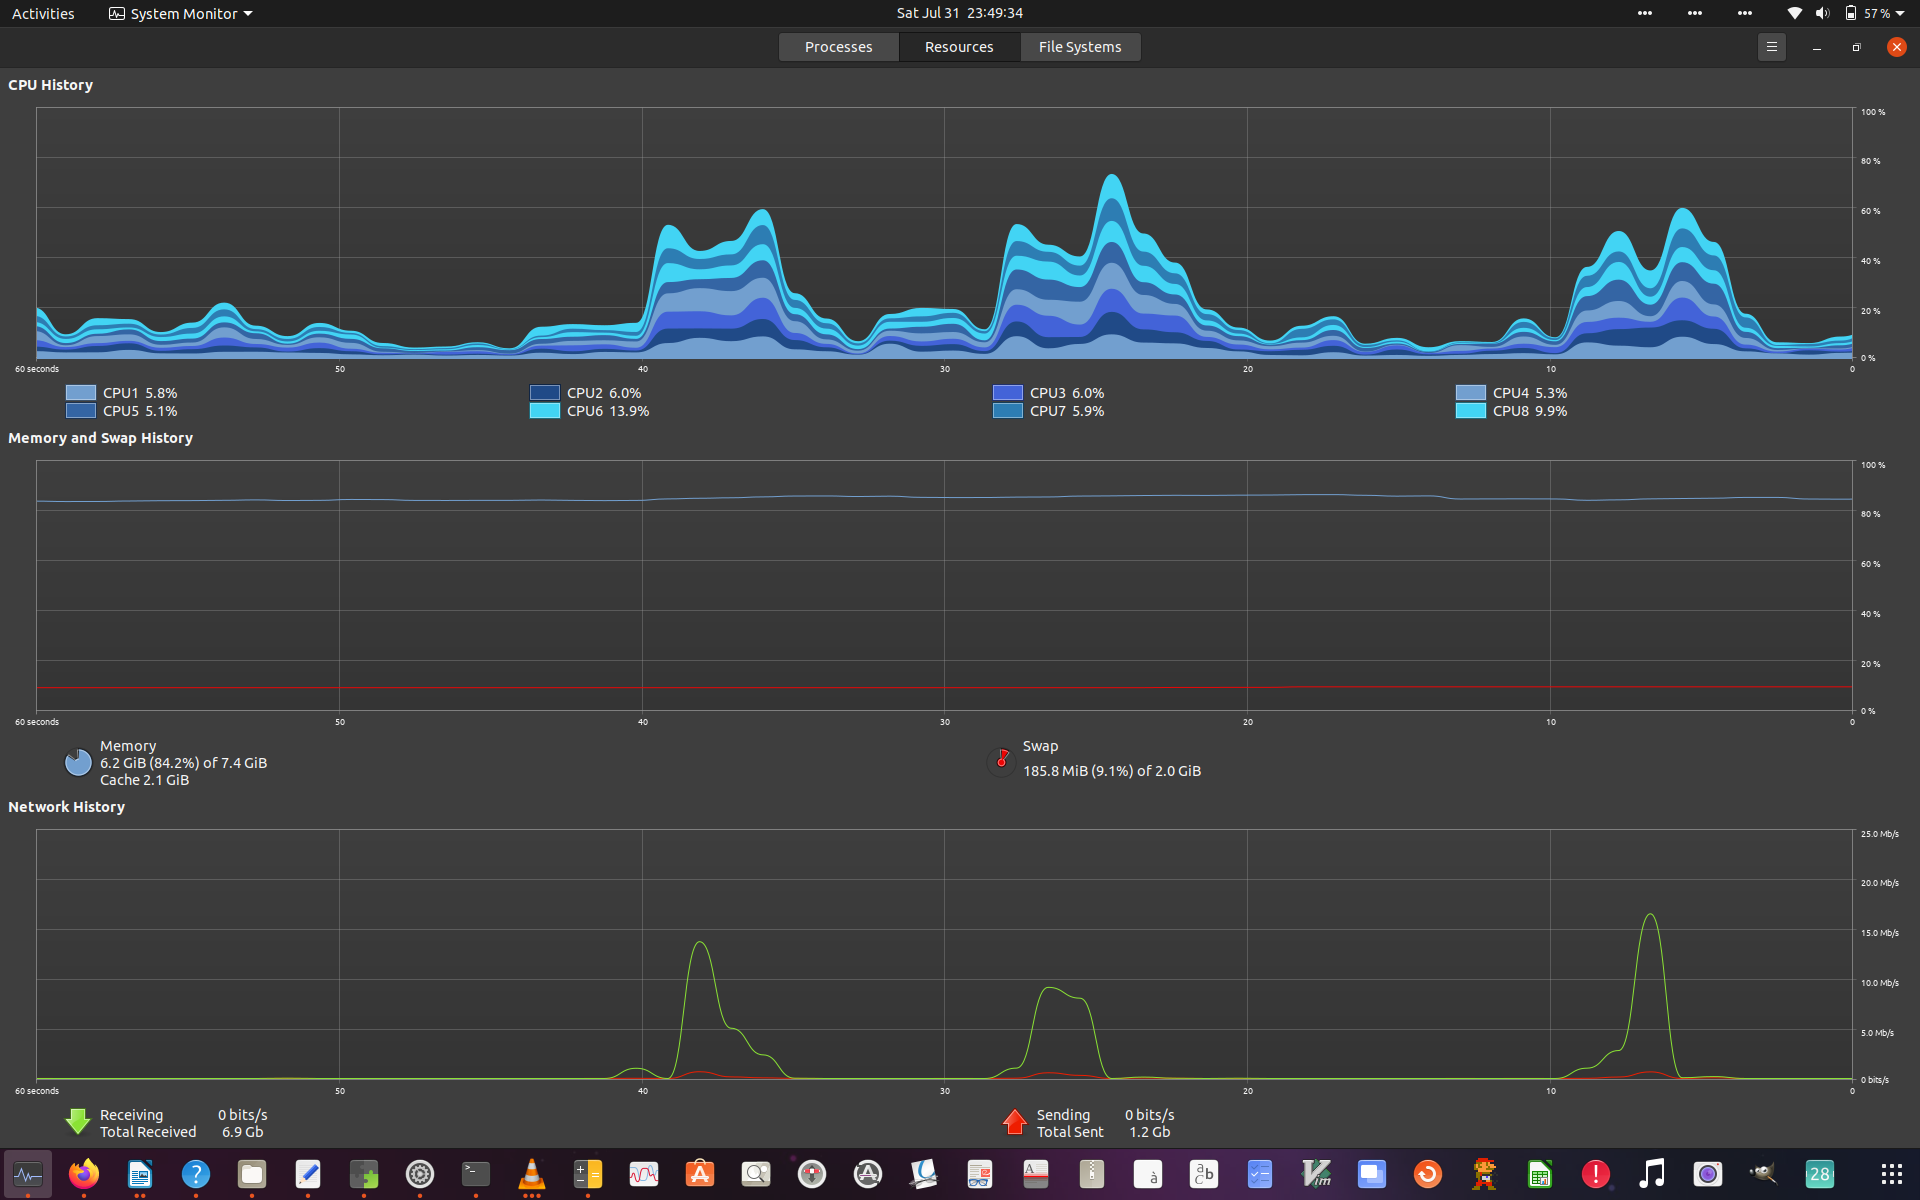 Activities System Monitor Sat Jul 31 23:49:34 57 %
Processes Resources File Systems
CPU History
100 %
80 %
60 %
40 %
20 %
0 %
60 seconds 50 40 30 20 10 0
CPU1 5.8% CPU2 6.0% CPU3 6.0% CPU4 5.3%
CPU5 5.1% CPU6 13.9% CPU7 5.9% CPU8 9.9%
Memory and Swap History
100 %
80 %
60 %
40 %
20 %
0 %
60 seconds 50 40 30 20 10 0
Memory
6.2 GiB (84.2%) of 7.4 GiB
Cache 2.1 GiB
Swap
185.8 MiB (9.1%) of 2.0 GiB
Network History
25.0 Mb/s
20.0 Mb/s
15.0 Mb/s
10.0 Mb/s
5.0 Mb/s
0 bits/s
60 seconds 50 40 30 20 10 0
Receiving 0 bits/s Sending 0 bits/s
Total Received 6.9 Gb Total Sent 1.2 Gb
? >_ A à a b c Vim ! 28